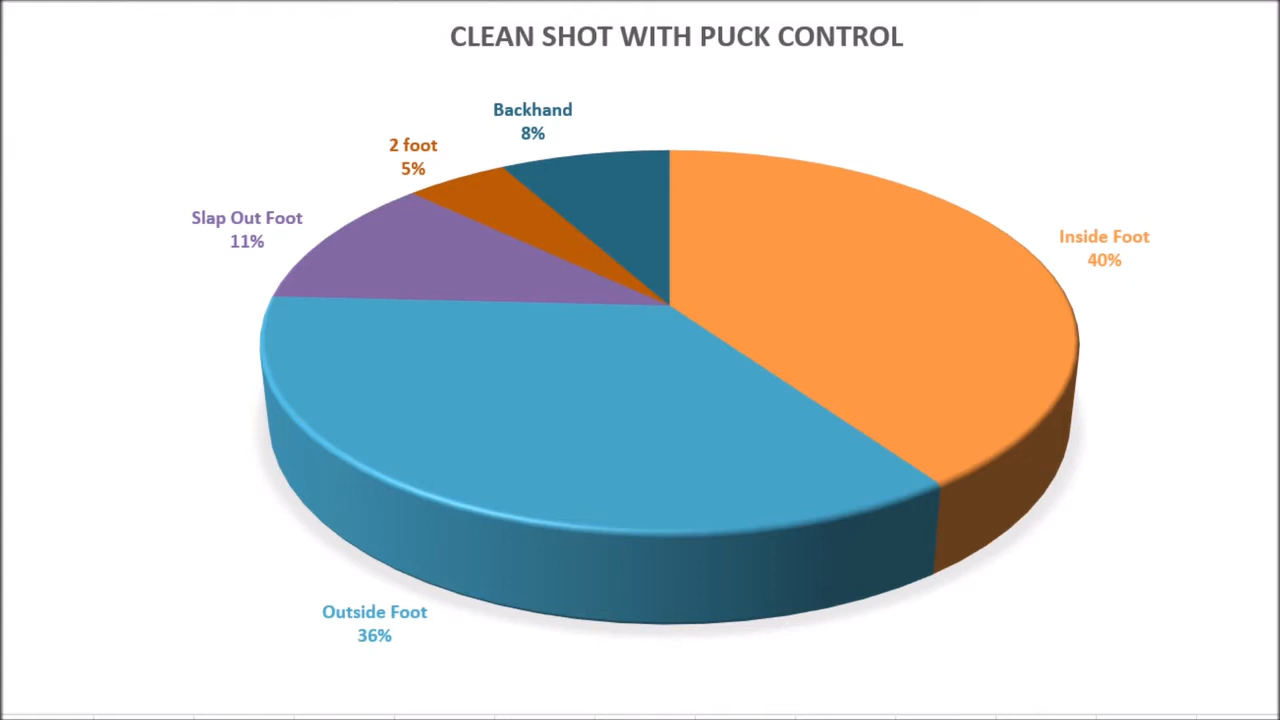 CLEAN SHOT WITH PUCK CONTROL
Backhand
8%
2 foot
5%
Slap Out Foot
11%
Inside Foot
40%
Outside Foot
36%